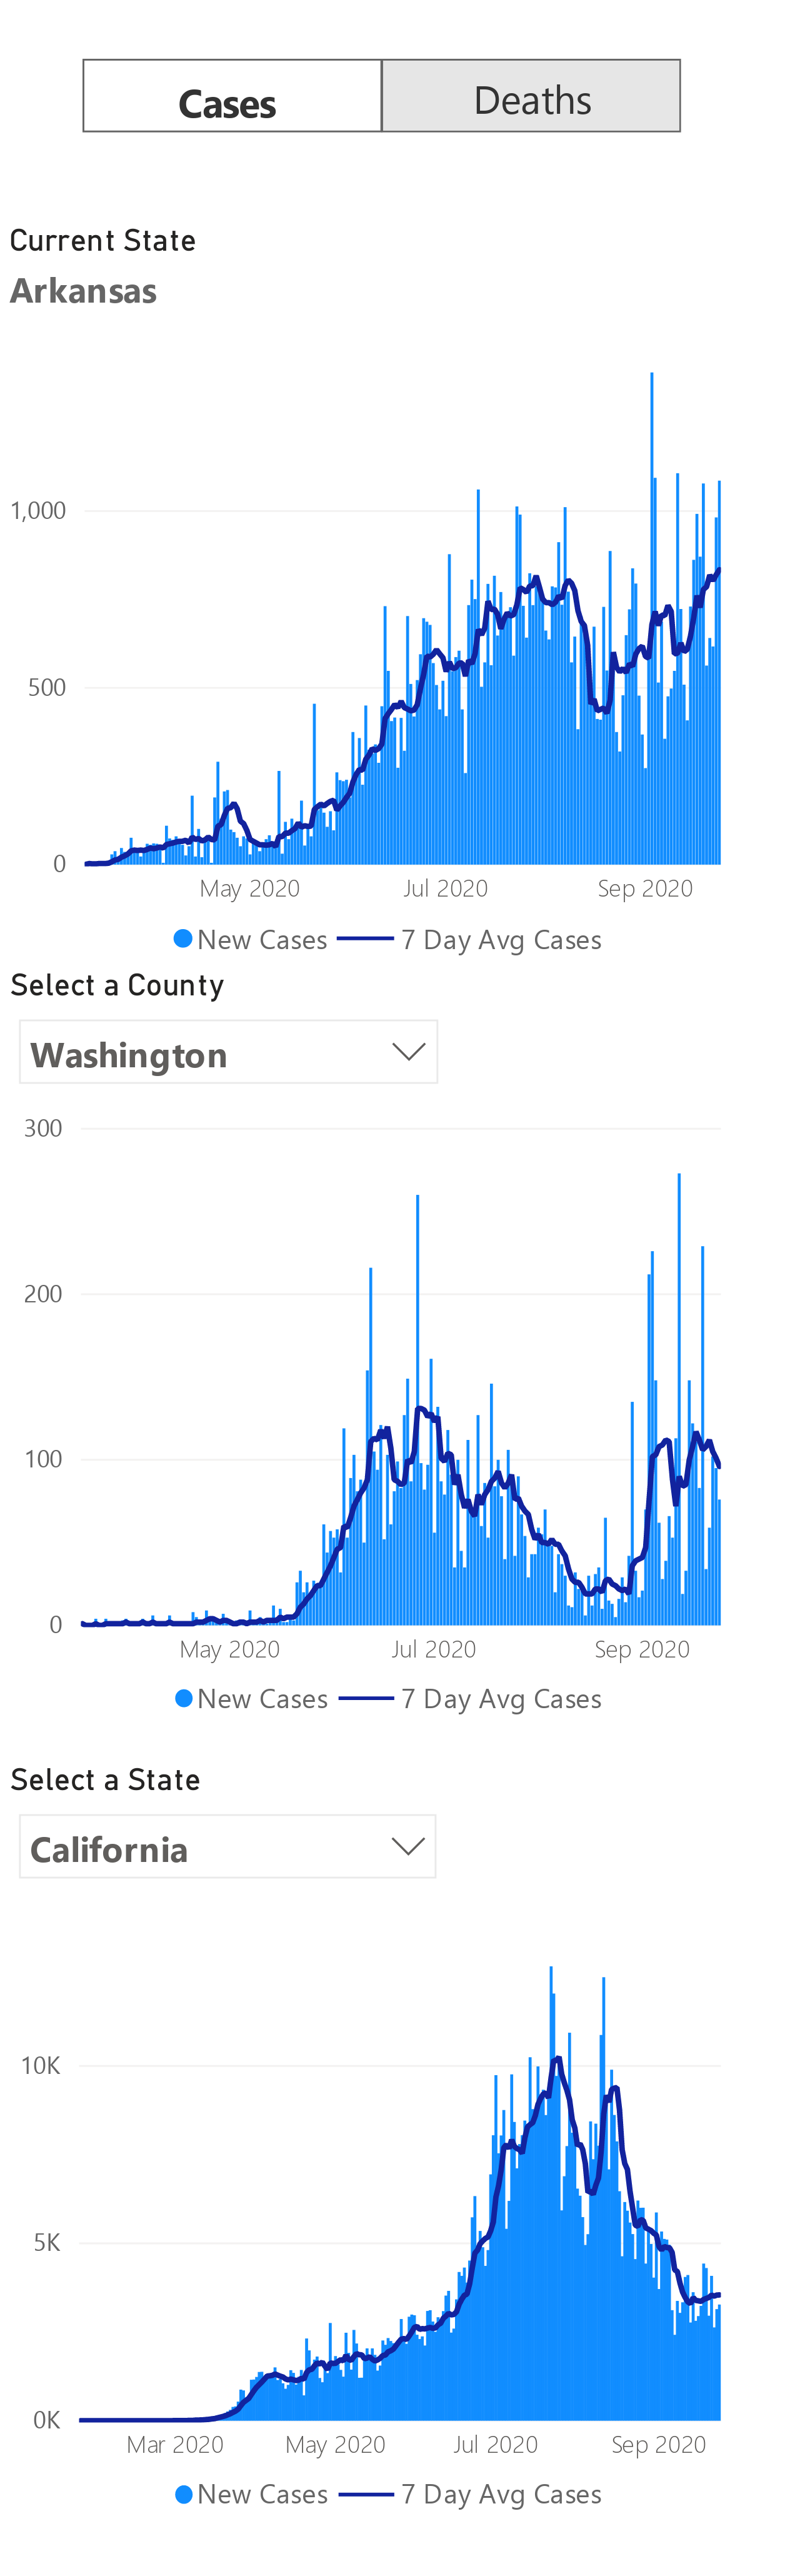 Cases Deaths
Current State
Arkansas
1,000
500
0
May 2020 Jul 2020 Sep 2020
New Cases 7 Day Avg Cases
Select a County
Washington
300
200
100
0
May 2020 Jul 2020 Sep 2020
New Cases 7 Day Avg Cases
Select a State
California
10K
5K
0K
Mar 2020 May 2020 Jul 2020 Sep 2020
New Cases 7 Day Avg Cases